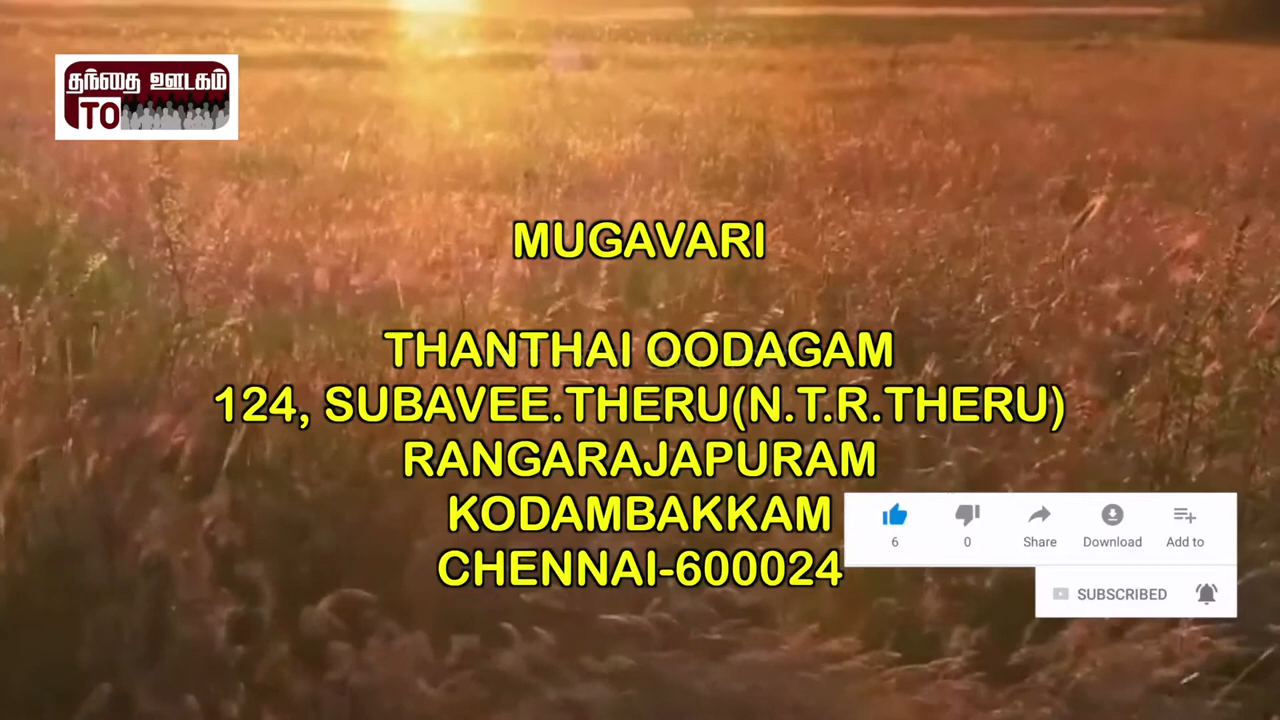 தந்தை ஊடகம்
TO
MUGAVARI
THANTHAI OODAGAM
124, SUBAVEE.THERU(N.T.R.THERU)
RANGARAJAPURAM
KODAMBAKKAM
CHENNAI-600024
6 0 Share Download Add to
SUBSCRIBED